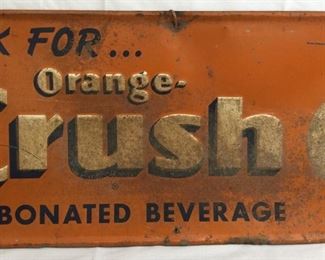 K FOR...
Orange-
Crush
BONATED BEVERAGE